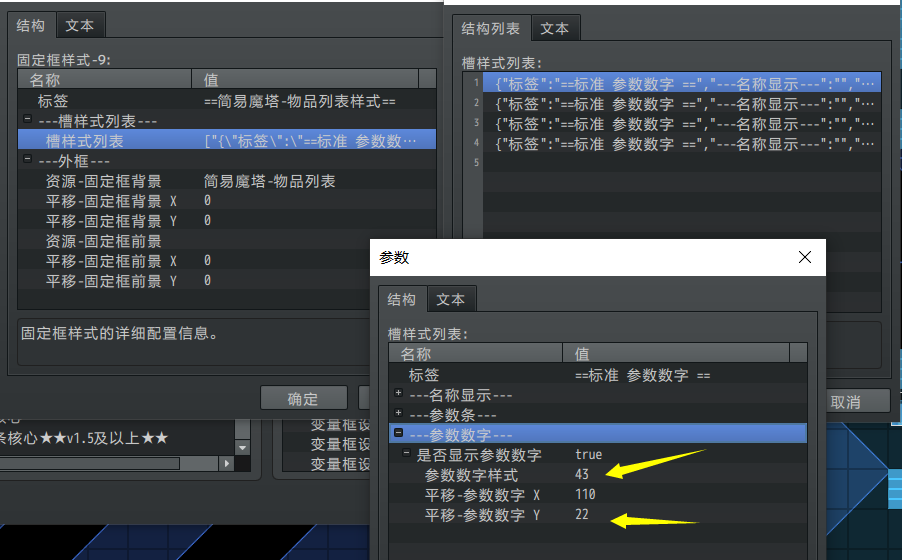 结构 文本
固定框样式-9:
名称 值
标签 ==简易魔塔-物品列表样式==
---槽样式列表---
槽样式列表 ["{\"标签\":\"==标准 参数数…
---外框---
资源-固定框背景 简易魔塔-物品列表
平移-固定框背景 X 0
平移-固定框背景 Y 0
资源-固定框前景
平移-固定框前景 X 0
平移-固定框前景 Y 0
固定框样式的详细配置信息。
确定
条核心★★v1.5及以上★★
变量框设
变量框设
变量框设
结构列表 文本
槽样式列表:
1 {"标签":"==标准 参数数字 ==","---名称显示---":"","…
2 {"标签":"==标准 参数数字 ==","---名称显示---":"","…
3 {"标签":"==标准 参数数字 ==","---名称显示---":"","…
4 {"标签":"==标准 参数数字 ==","---名称显示---":"","…
5
取消
参数
结构 文本
槽样式列表:
名称 值
标签 ==标准 参数数字 ==
---名称显示---
---参数条---
---参数数字---
是否显示参数数字 true
参数数字样式 43
平移-参数数字 X 110
平移-参数数字 Y 22